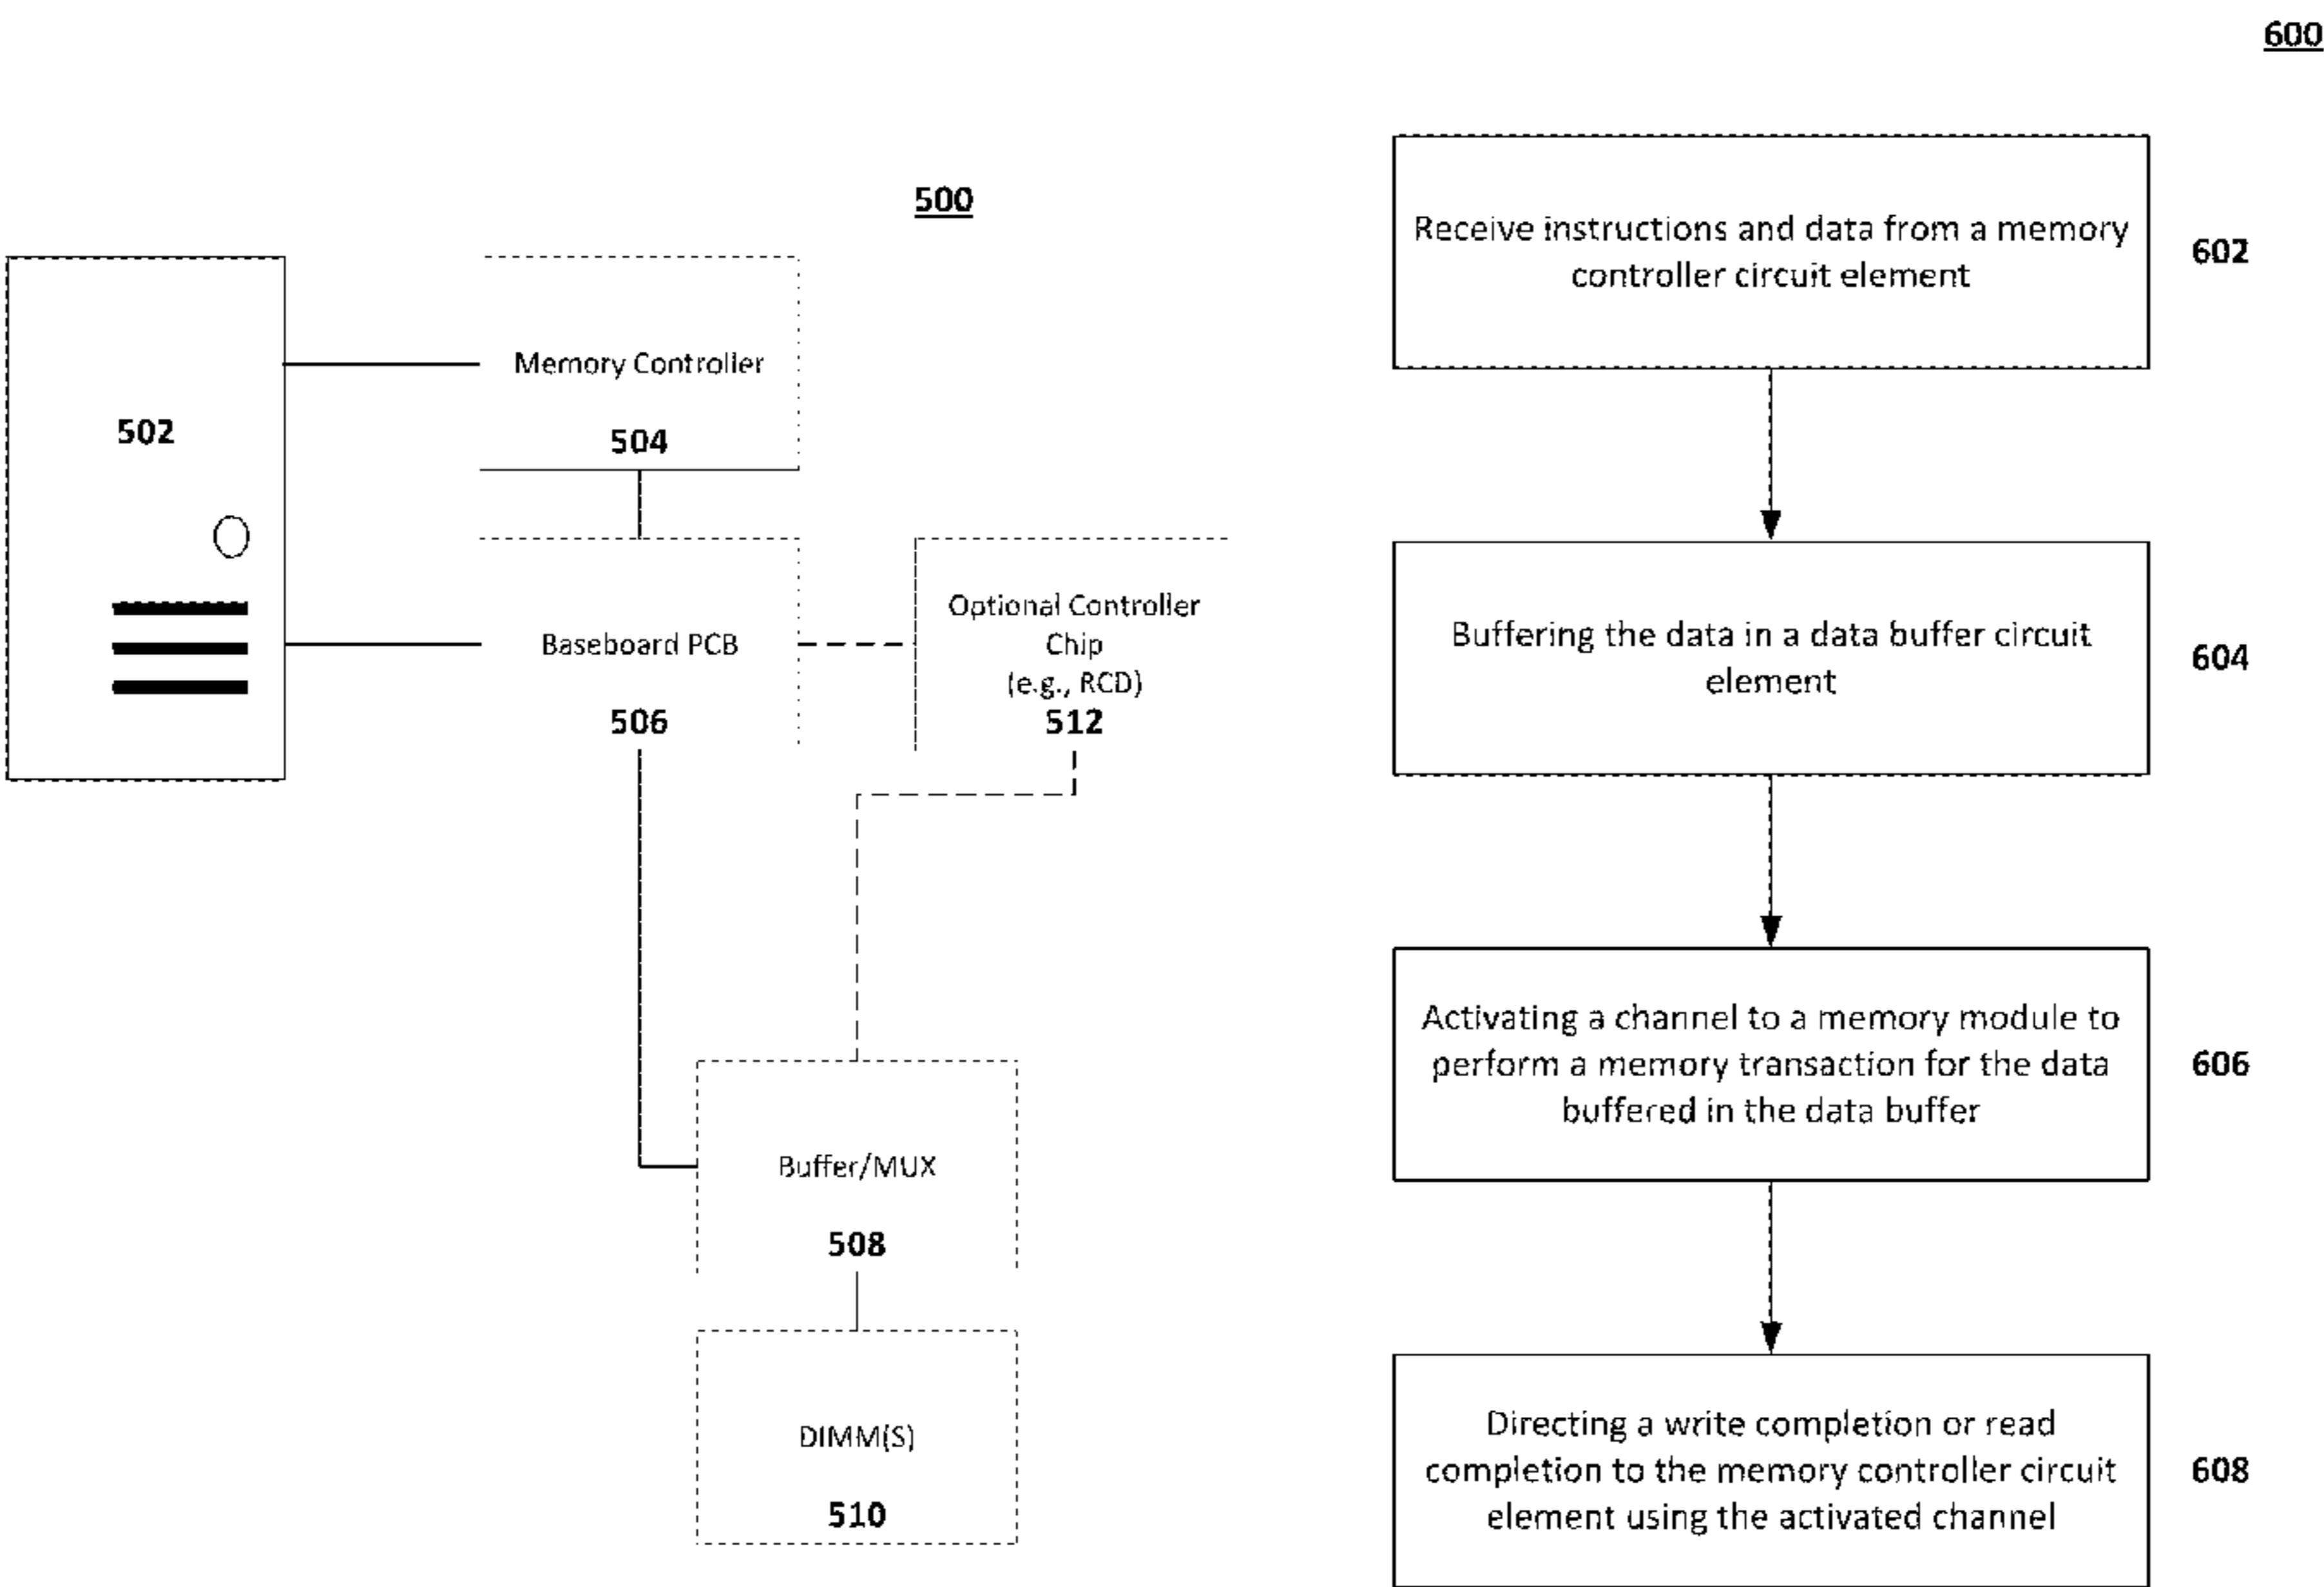 500
502
Memory Controller
504
Baseboard PCB
506
Optional Controller
Chip
(e.g., RCD)
512
Buffer/MUX
508
DIMM(S)
510
600
Receive instructions and data from a memory
controller circuit element
602
Buffering the data in a data buffer circuit
element
604
Activating a channel to a memory module to
perform a memory transaction for the data
buffered in the data buffer
606
Directing a write completion or read
completion to the memory controller circuit
element using the activated channel
608